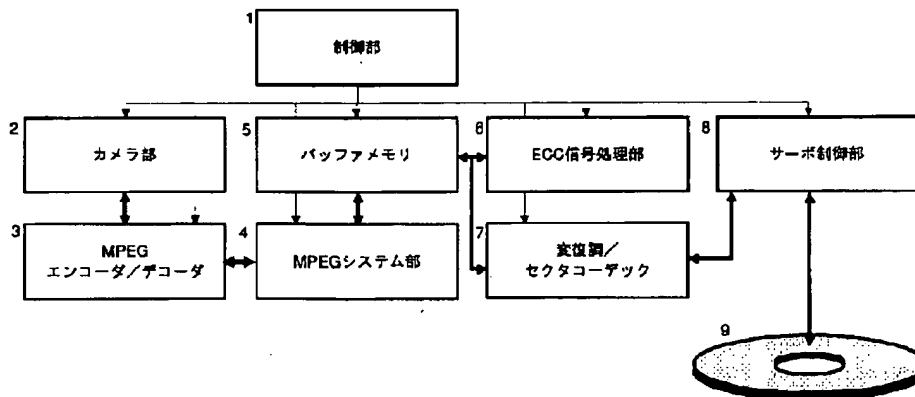 1
制御部
2
カメラ部
5
バッファメモリ
6
ECC信号処理部
8
サーボ制御部
3
MPEG
エンコーダ/デコーダ
4
MPEGシステム部
7
変復調/
セクタコーデック
9